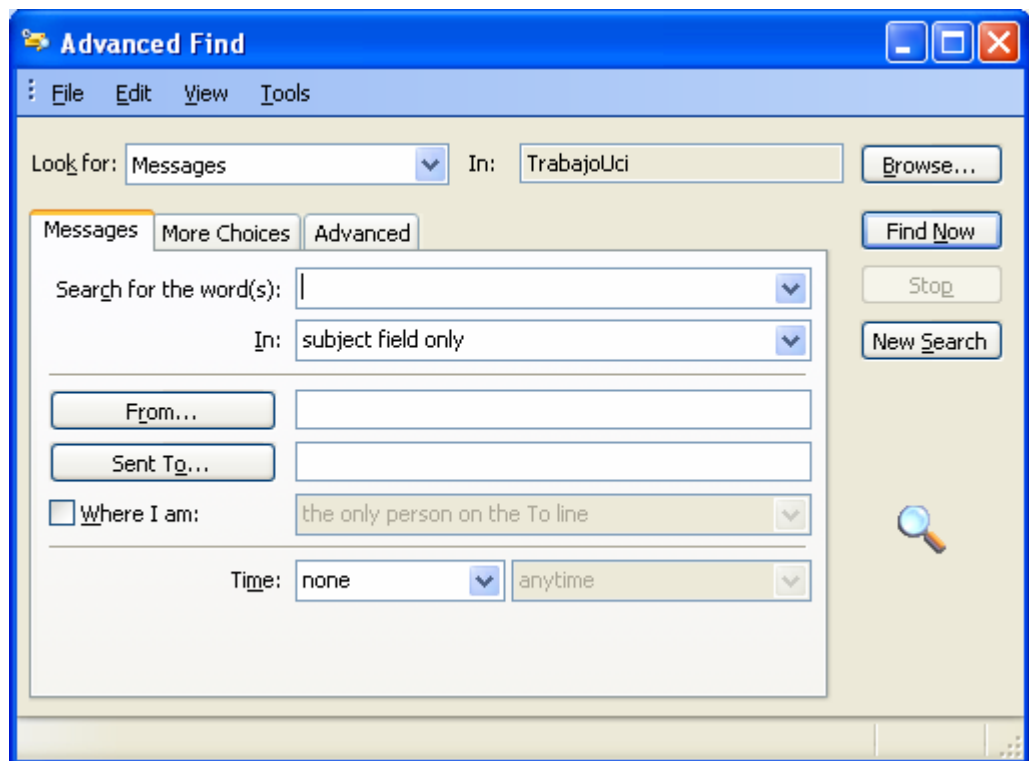 Advanced Find
File Edit View Tools
Look for: Messages In: TrabajoUci Browse...
Messages More Choices Advanced Find Now
Search for the word(s): Stop
In: subject field only New Search
From...
Sent To...
Where I am: the only person on the To line
Time: none anytime